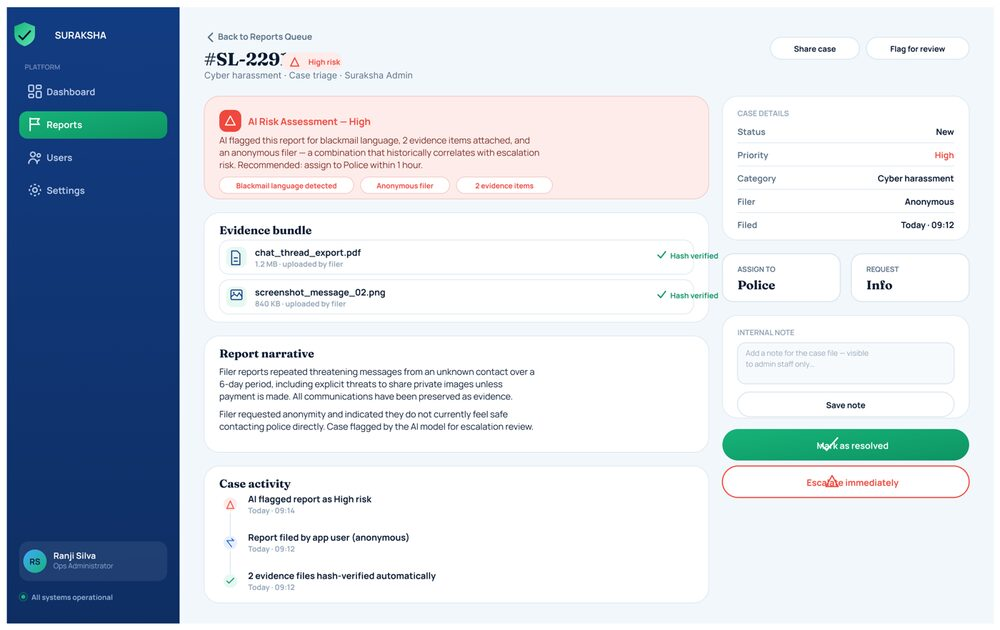 SURAKSHA
PLATFORM
Dashboard
Reports
Users
Settings
Ranji Silva
Ops Administrator
RS
All systems operational
Back to Reports Queue
#SL-229
High risk
Cyber harassment · Case triage · Suraksha Admin
Share case
Flag for review
AI Risk Assessment — High
AI flagged this report for blackmail language, 2 evidence items attached, and
an anonymous filer — a combination that historically correlates with escalation
risk. Recommended: assign to Police within 1 hour.
Blackmail language detected
Anonymous filer
2 evidence items
Evidence bundle
chat_thread_export.pdf
1.2 MB · uploaded by filer
Hash verified
screenshot_message_02.png
840 KB · uploaded by filer
Hash verified
Report narrative
Filer reports repeated threatening messages from an unknown contact over a
6-day period, including explicit threats to share private images unless
payment is made. All communications have been preserved as evidence.
Filer requested anonymity and indicated they do not currently feel safe
contacting police directly. Case flagged by the AI model for escalation review.
Case activity
AI flagged report as High risk
Today · 09:14
Report filed by app user (anonymous)
Today · 09:12
2 evidence files hash-verified automatically
Today · 09:12
CASE DETAILS
Status New
Priority High
Category Cyber harassment
Filer Anonymous
Filed Today · 09:12
ASSIGN TO
Police
REQUEST
Info
INTERNAL NOTE
Add a note for the case file — visible
to admin staff only...
Save note
Mark as resolved
Escalate immediately